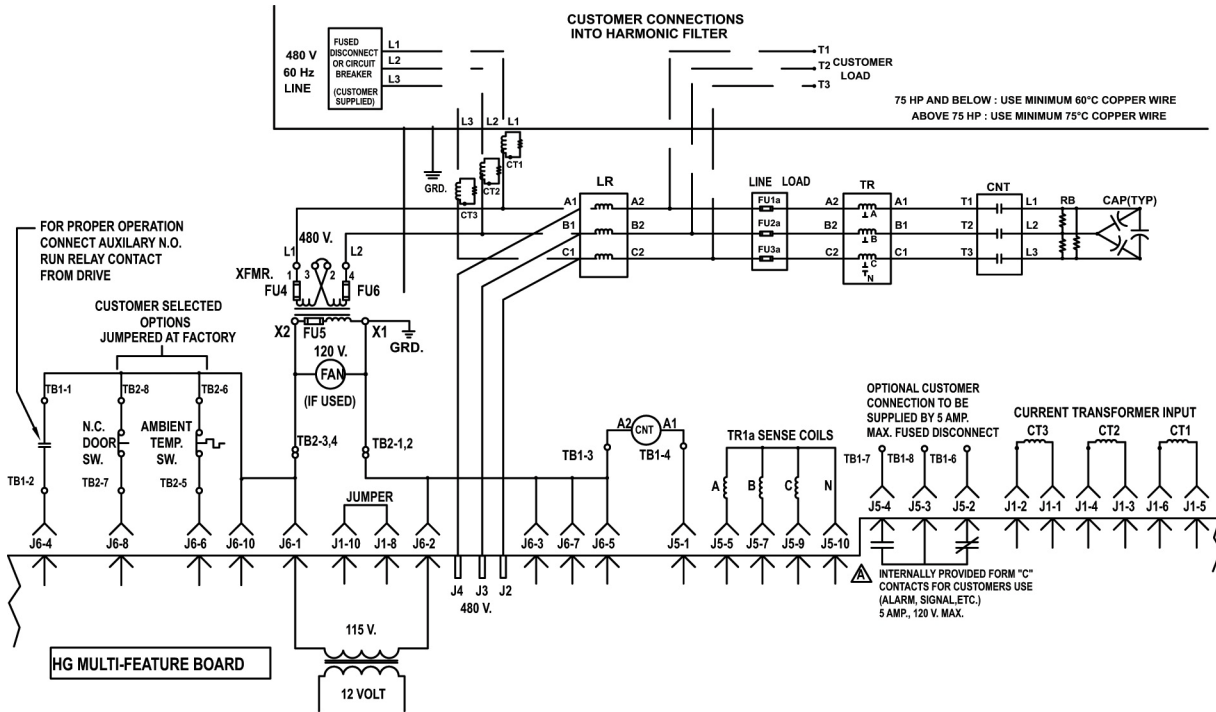 CUSTOMER CONNECTIONS
INTO HARMONIC FILTER
480 V
60 Hz
LINE
FUSED
DISCONNECT
OR CIRCUIT
BREAKER
(CUSTOMER
SUPPLIED)
L1
L2
L3
T1
T2
T3
CUSTOMER
LOAD
75 HP AND BELOW : USE MINIMUM 60°C COPPER WIRE
ABOVE 75 HP : USE MINIMUM 75°C COPPER WIRE
L3 L2 L1
CT1
CT2
CT3
GRD.
LR
A1 A2
B1 B2
C1 C2
LINE LOAD
FU1a
FU2a
FU3a
TR
A2 A A1
B2 B B1
C2 C C1
N
CNT
T1 L1
T2 L2
T3 L3
RB
CAP(TYP)
FOR PROPER OPERATION
CONNECT AUXILARY N.O.
RUN RELAY CONTACT
FROM DRIVE
L1 480 V. L2
XFMR.
1 3 2 4
FU4 FU6
X2 FU5 X1
GRD.
120 V.
FAN
(IF USED)
CUSTOMER SELECTED
OPTIONS
JUMPERED AT FACTORY
TB1-1 TB2-8 TB2-6
N.C.
DOOR
SW.
AMBIENT
TEMP.
SW.
TB1-2 TB2-7 TB2-5
TB2-3,4 TB2-1,2
JUMPER
A2 CNT A1
TB1-3 TB1-4
TR1a SENSE COILS
A B C N
OPTIONAL CUSTOMER
CONNECTION TO BE
SUPPLIED BY 5 AMP.
MAX. FUSED DISCONNECT
TB1-7 TB1-8 TB1-6
CURRENT TRANSFORMER INPUT
CT3 CT2 CT1
J5-4 J5-3 J5-2 J1-2 J1-1 J1-4 J1-3 J1-6 J1-5
J6-4 J6-8 J6-6 J6-10 J6-1 J1-10 J1-8 J6-2 J6-3 J6-7 J6-5 J5-1 J5-5 J5-7 J5-9 J5-10
J4 J3 J2
480 V.
A
INTERNALLY PROVIDED FORM "C"
CONTACTS FOR CUSTOMERS USE
(ALARM, SIGNAL,ETC.)
5 AMP., 120 V. MAX.
115 V.
12 VOLT
HG MULTI-FEATURE BOARD